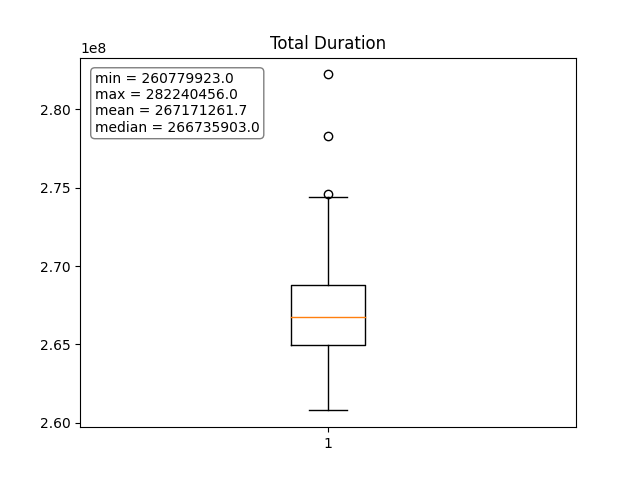 Total Duration
1e8
min = 260779923.0
max = 282240456.0
mean = 267171261.7
median = 266735903.0
2.80
2.75
2.70
2.65
2.60
1